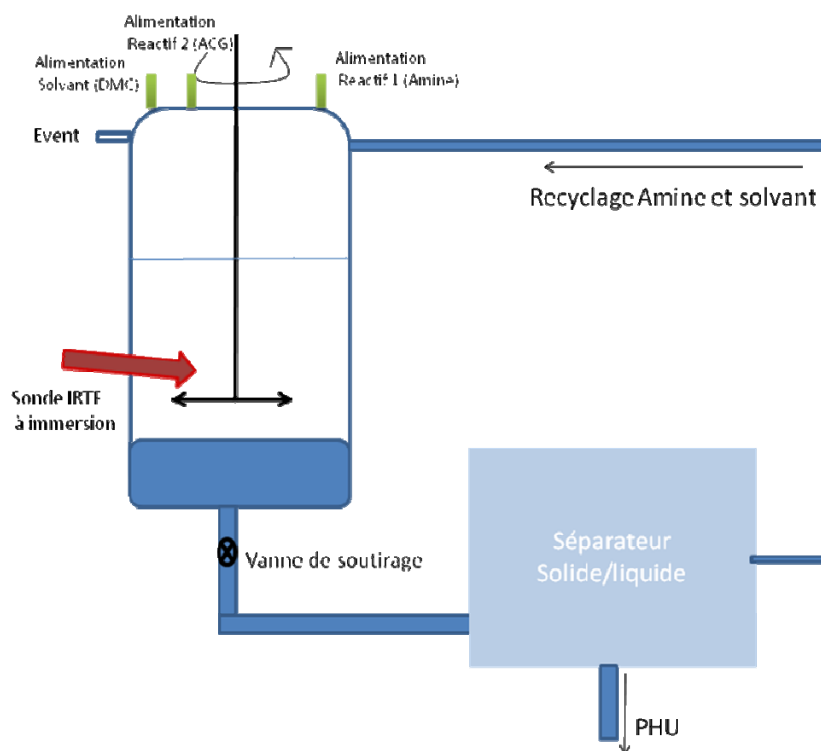 Alimentation
Reactif 2 (ACG)
Alimentation
Solvant (DMC)
Alimentation
Reactif 1 (Amine)
Event
Recyclage Amine et solvant
Sonde IRTF
à immersion
Vanne de soutirage
Séparateur
Solide/liquide
PHU